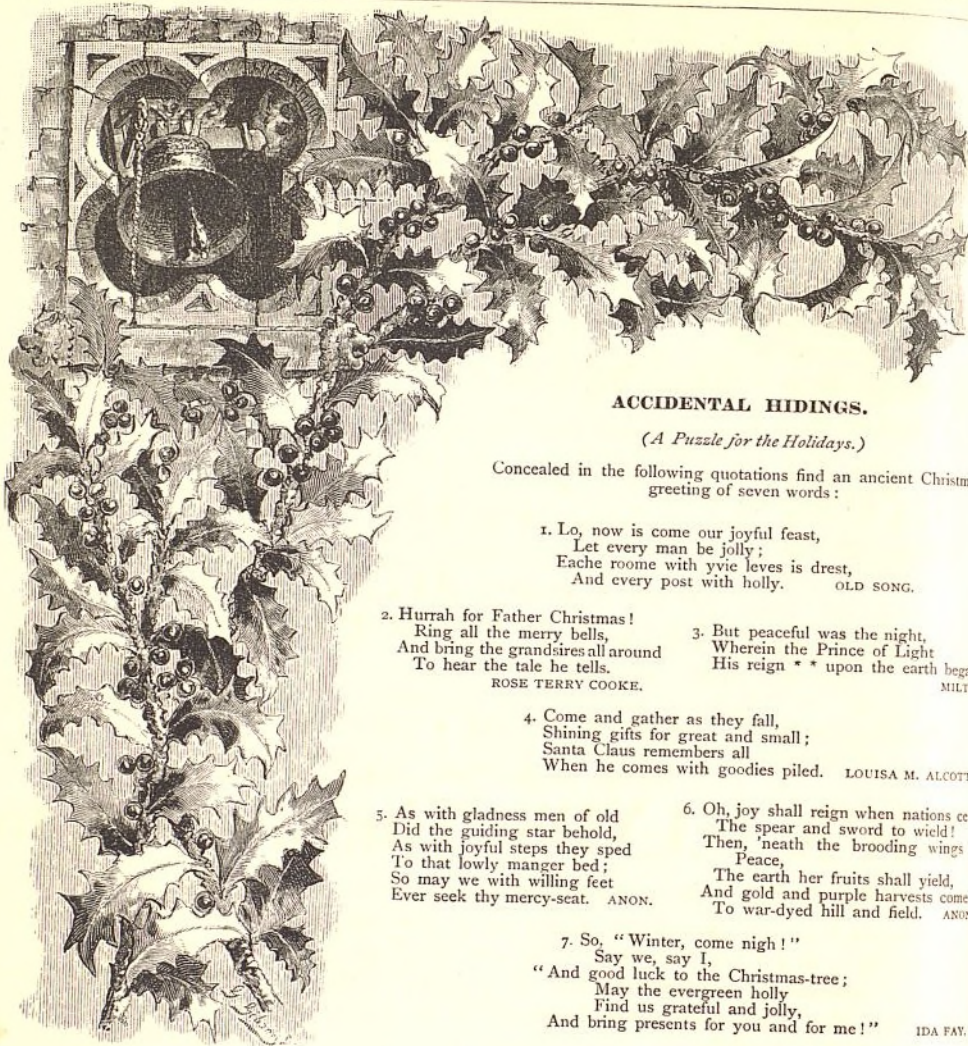 ACCIDENTAL HIDINGS.
(A Puzzle for the Holidays.)
Concealed in the following quotations find an ancient Christm
greeting of seven words :
1. Lo, now is come our joyful feast,
Let every man be jolly ;
Eache roome with yvie leves is drest,
And every post with holly. OLD SONG.
2. Hurrah for Father Christmas !
Ring all the merry bells,
And bring the grandsires all around
To hear the tale he tells.
ROSE TERRY COOKE.
3. But peaceful was the night,
Wherein the Prince of Light
His reign * * upon the earth bega
MILT
4. Come and gather as they fall,
Shining gifts for great and small ;
Santa Claus remembers all
When he comes with goodies piled. LOUISA M. ALCOTT
5. As with gladness men of old
Did the guiding star behold,
As with joyful steps they sped
To that lowly manger bed ;
So may we with willing feet
Ever seek thy mercy-seat. ANON.
6. Oh, joy shall reign when nations ce
The spear and sword to wield !
Then, 'neath the brooding wings
Peace,
The earth her fruits shall yield,
And gold and purple harvests come
To war-dyed hill and field. ANON
7. So, "Winter, come nigh ! "
Say we, say I,
"And good luck to the Christmas-tree ;
May the evergreen holly
Find us grateful and jolly,
And bring presents for you and for me ! " IDA FAY.